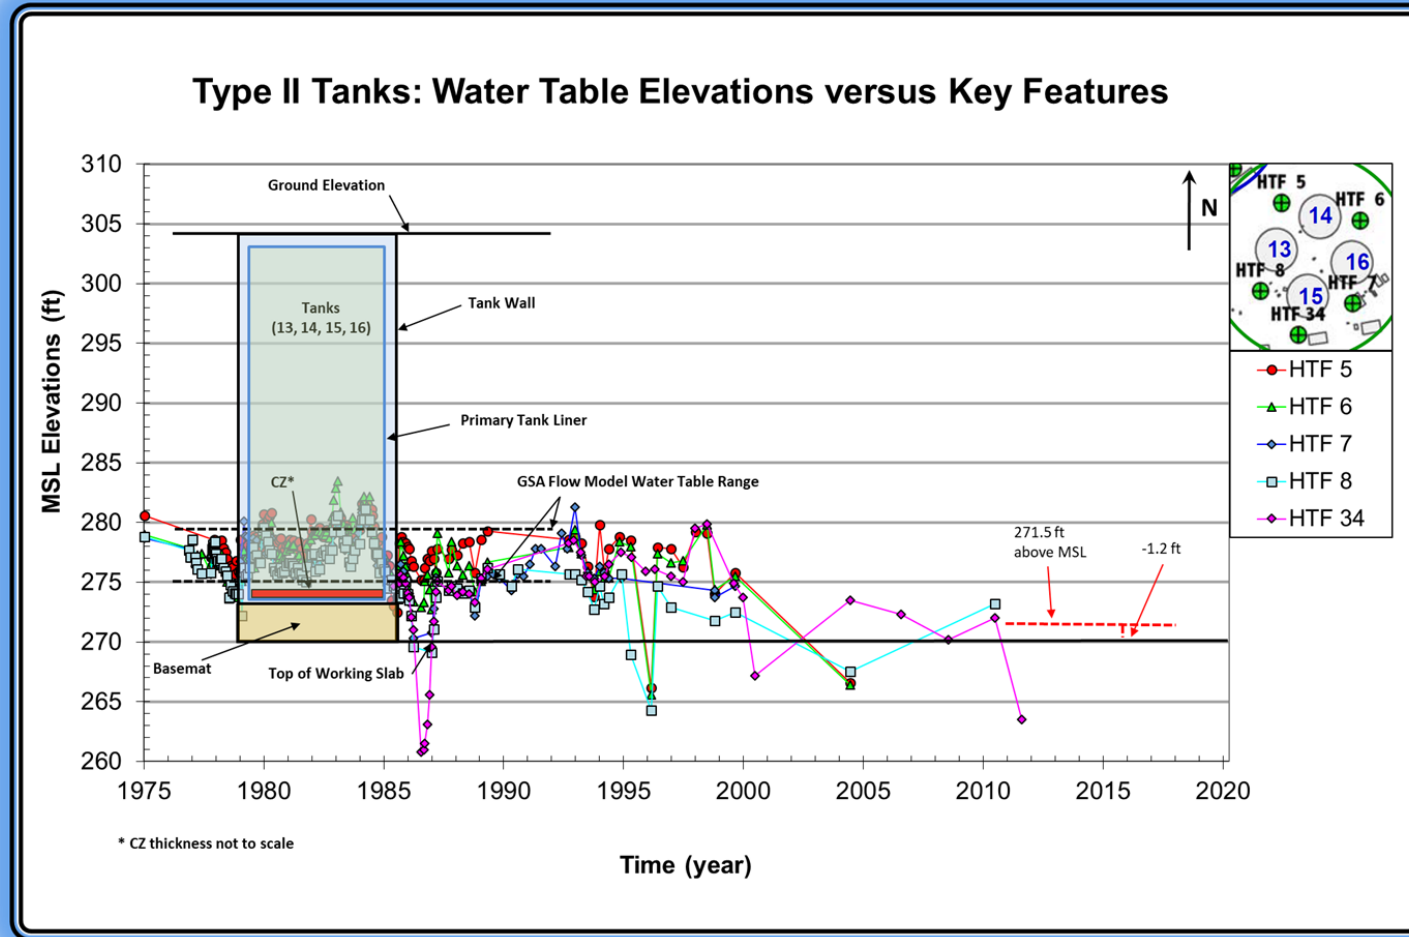 Type II Tanks: Water Table Elevations versus Key Features
MSL Elevations (ft)
310
305
300
295
290
285
280
275
270
265
260
1975
1980
1985
1990
1995
2000
2005
2010
2015
2020
Time (year)
Ground Elevation
Tanks
(13, 14, 15, 16)
Tank Wall
Primary Tank Liner
CZ*
GSA Flow Model Water Table Range
Basemat
Top of Working Slab
271.5 ft
above MSL
-1.2 ft
N
HTF 5
14
HTF 6
13
16
HTF 8
HTF 7
15
HTF 34
HTF 5
HTF 6
HTF 7
HTF 8
HTF 34
* CZ thickness not to scale